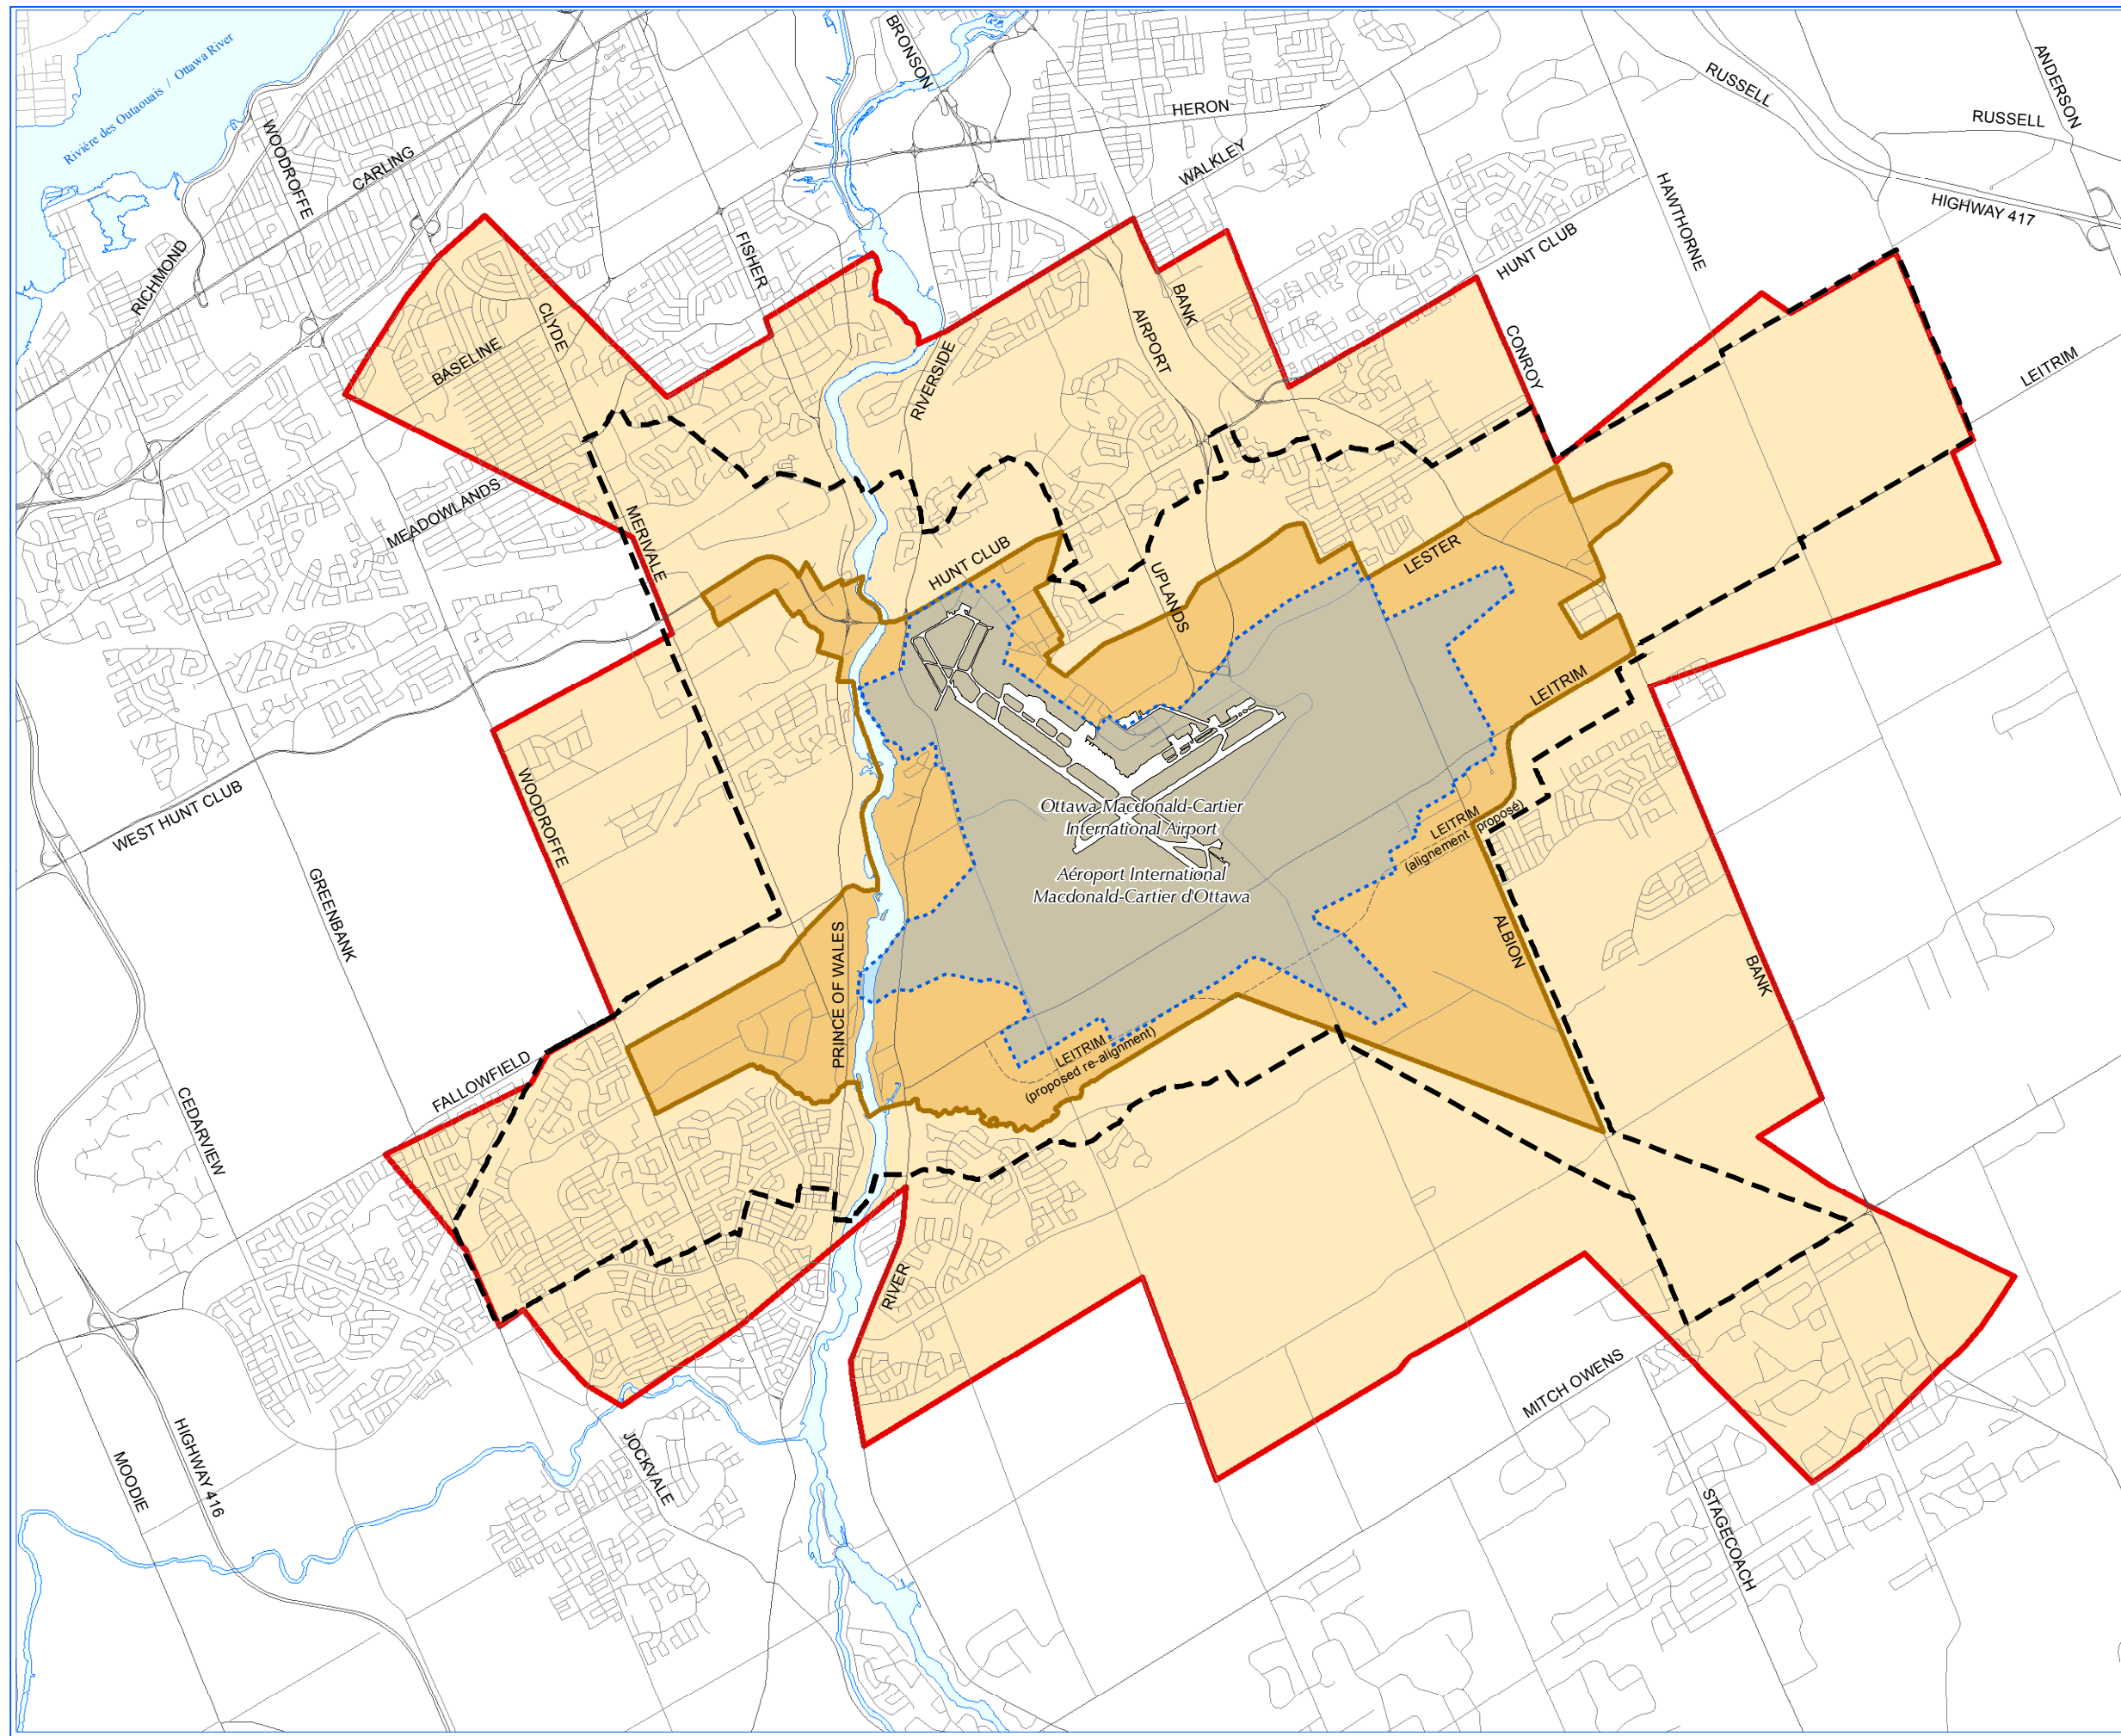 Rivière des Outaouais / Ottawa River
BRONSON
ANDERSON
RUSSELL
RUSSELL
HERON
WOODROFFE
CARLING
WALKLEY
HAWTHORNE
HIGHWAY 417
RICHMOND
FISHER
HUNT CLUB
BANK
AIRPORT
CLYDE
BASELINE
RIVERSIDE
CONROY
LEITRIM
MEADOWLANDS
MERIVALE
HUNT CLUB
LESTER
UPLANDS
LEITRIM
WOODROFFE
WEST HUNT CLUB
Ottawa Macdonald-Cartier
International Airport
Aéroport International
Macdonald-Cartier d'Ottawa
LEITRIM
(alignement proposé)
GREENBANK
PRINCE OF WALES
ALBION
BANK
LEITRIM
(proposed re-alignment)
FALLOWFIELD
CEDARVIEW
RIVER
MITCH OWENS
MOODIE
HIGHWAY 416
JOCKVALE
STAGECOACH